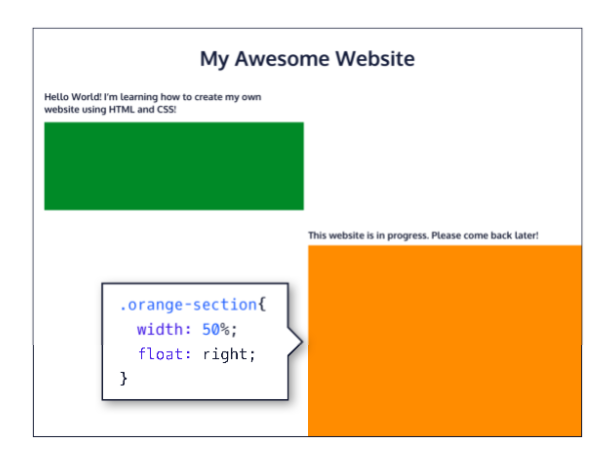 My Awesome Website
Hello World! I'm learning how to create my own
website using HTML and CSS!
This website is in progress. Please come back later!
.orange-section{
width: 50%;
float: right;
}